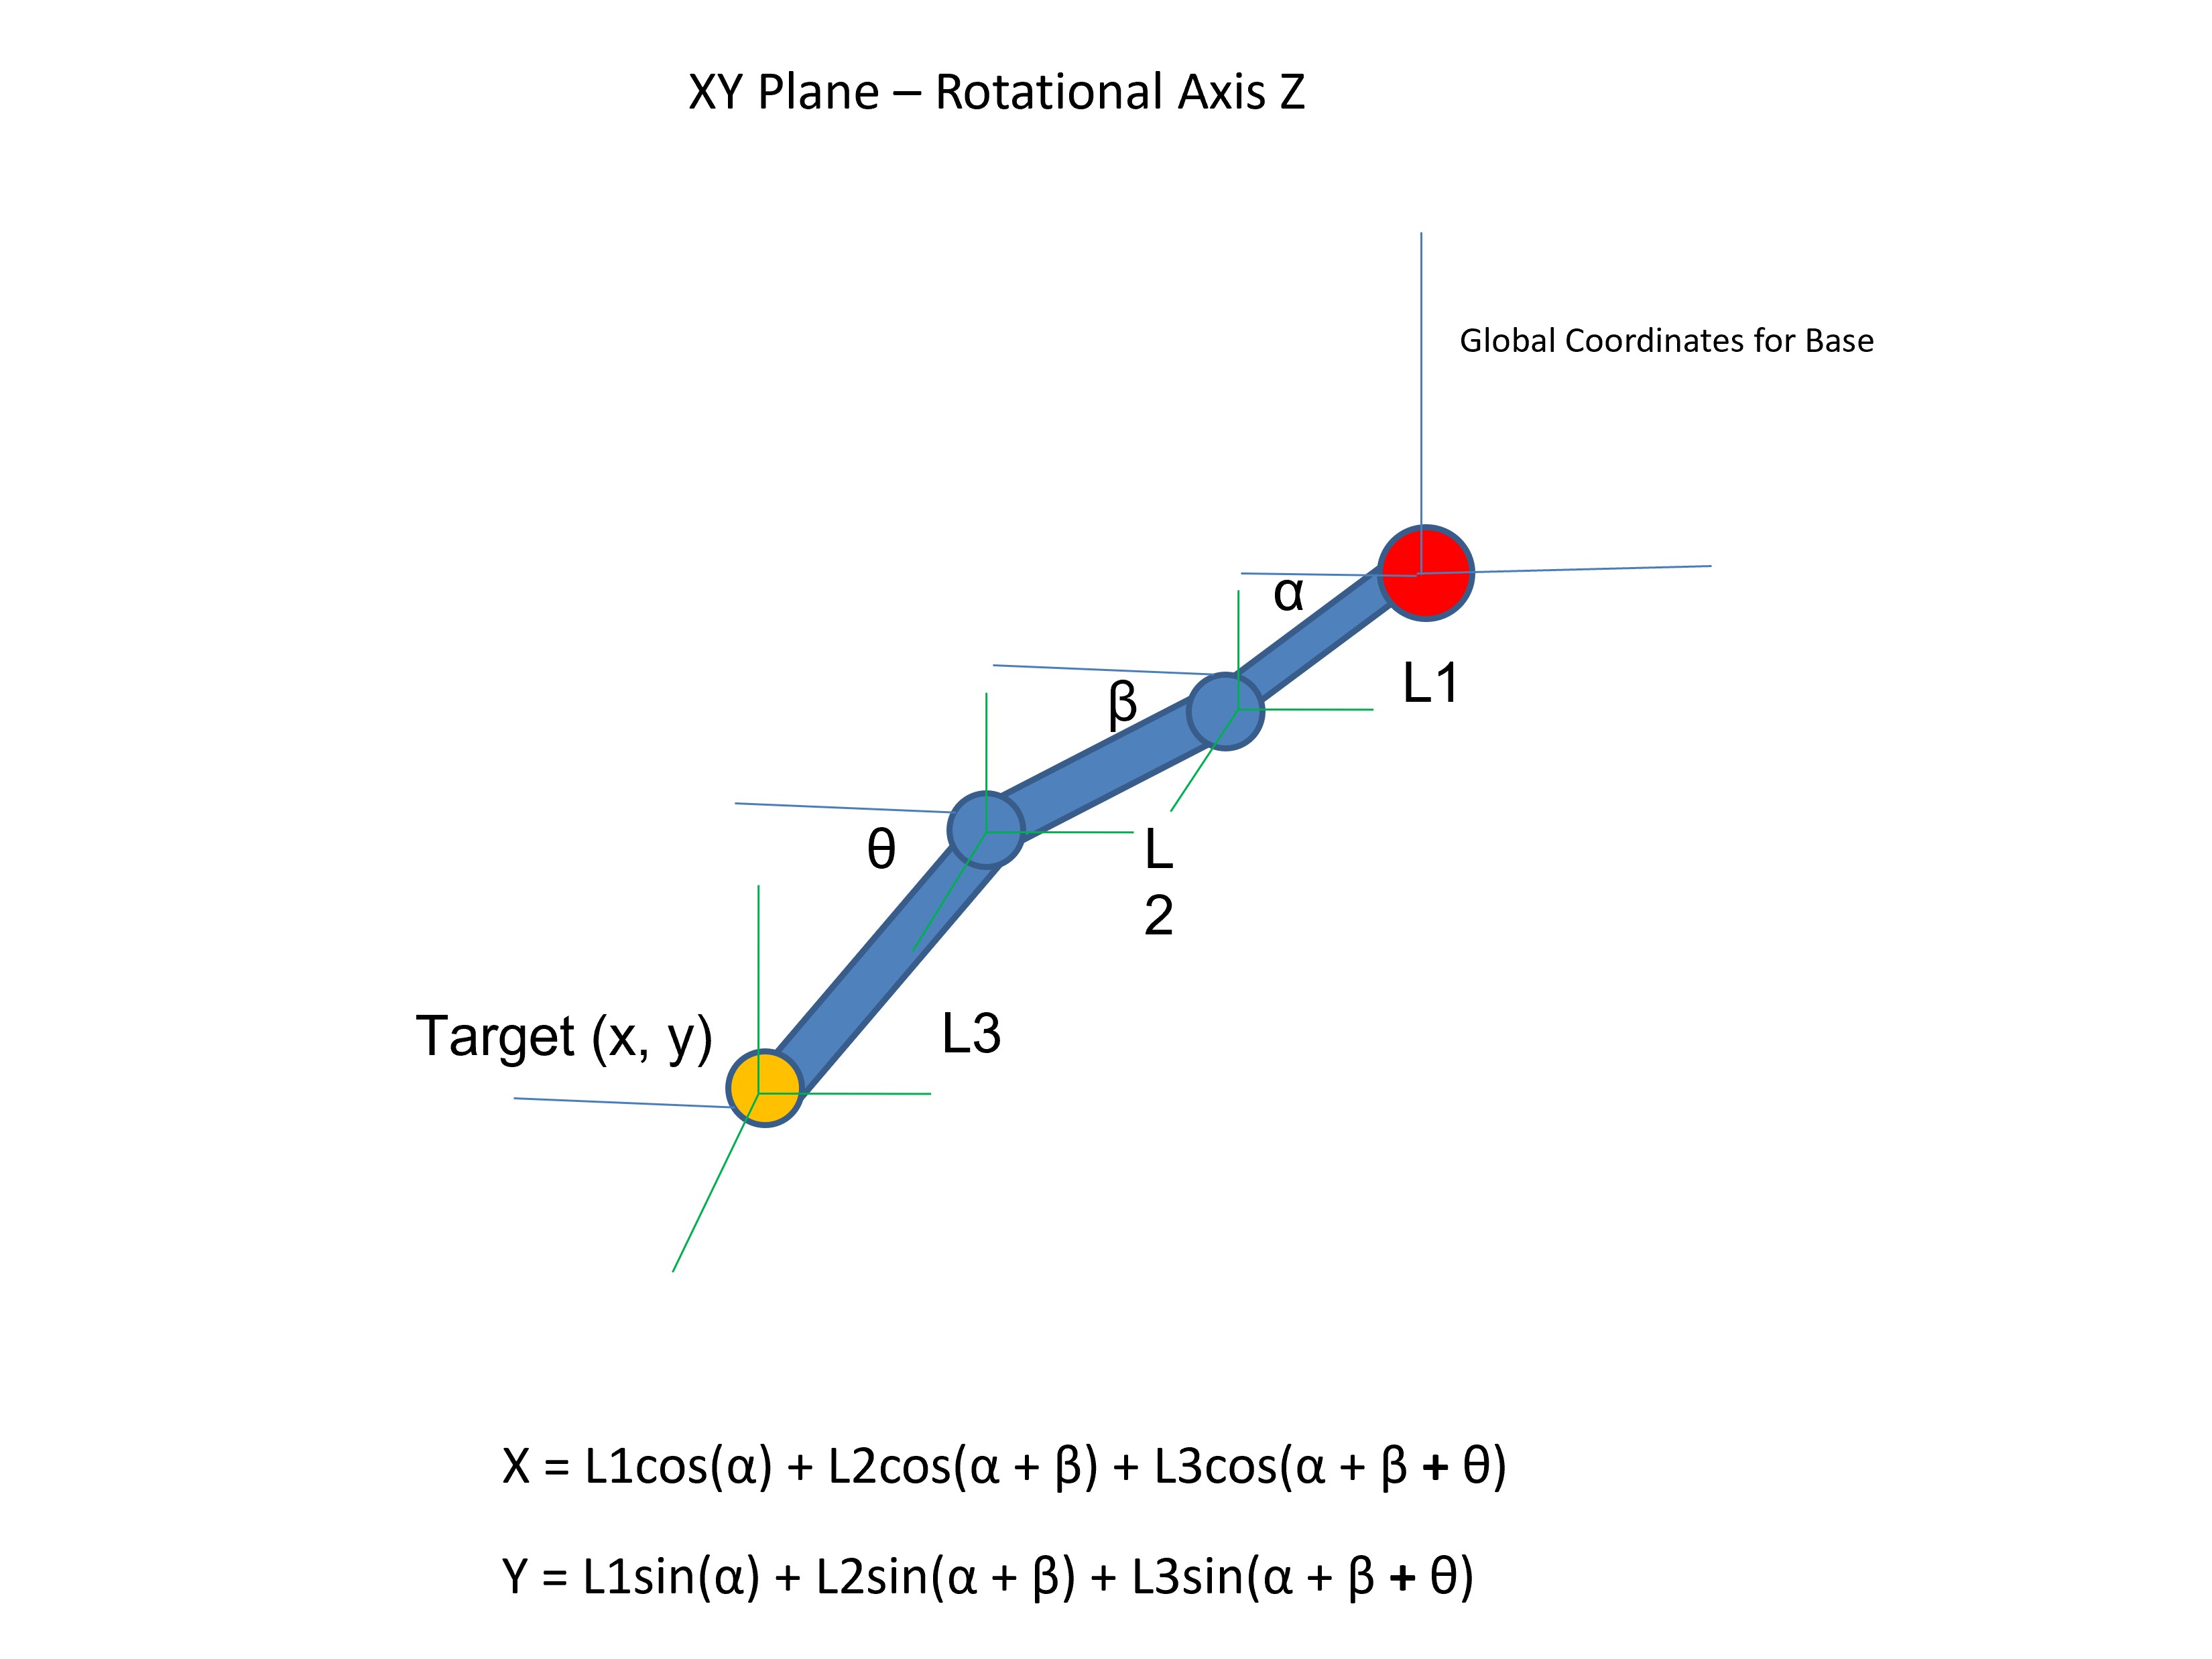 XY Plane – Rotational Axis Z
Global Coordinates for Base
α
L1
β
L
2
θ
L3
Target (x, y)
X = L1cos(α) + L2cos(α + β) + L3cos(α + β + θ)
Y = L1sin(α) + L2sin(α + β) + L3sin(α + β + θ)